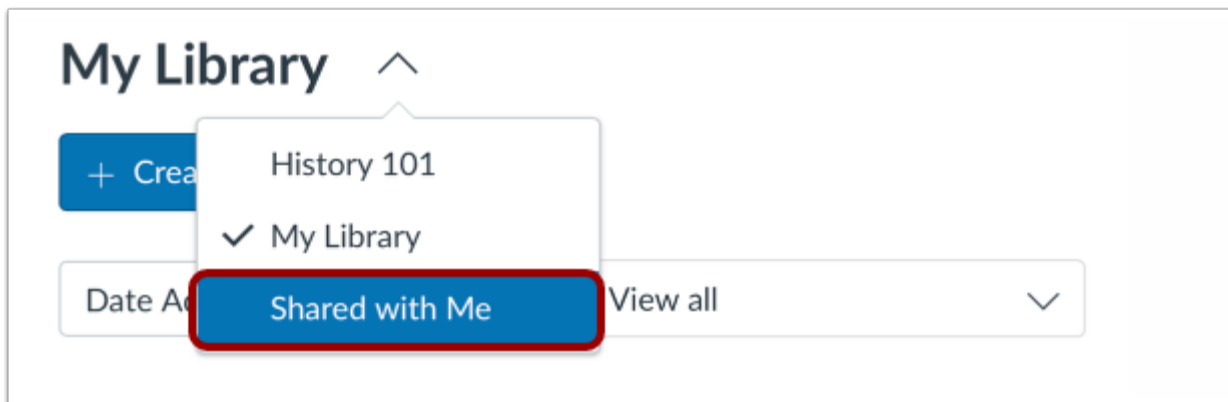 My Library
+ Crea
History 101
My Library
Date Ad
Shared with Me
View all